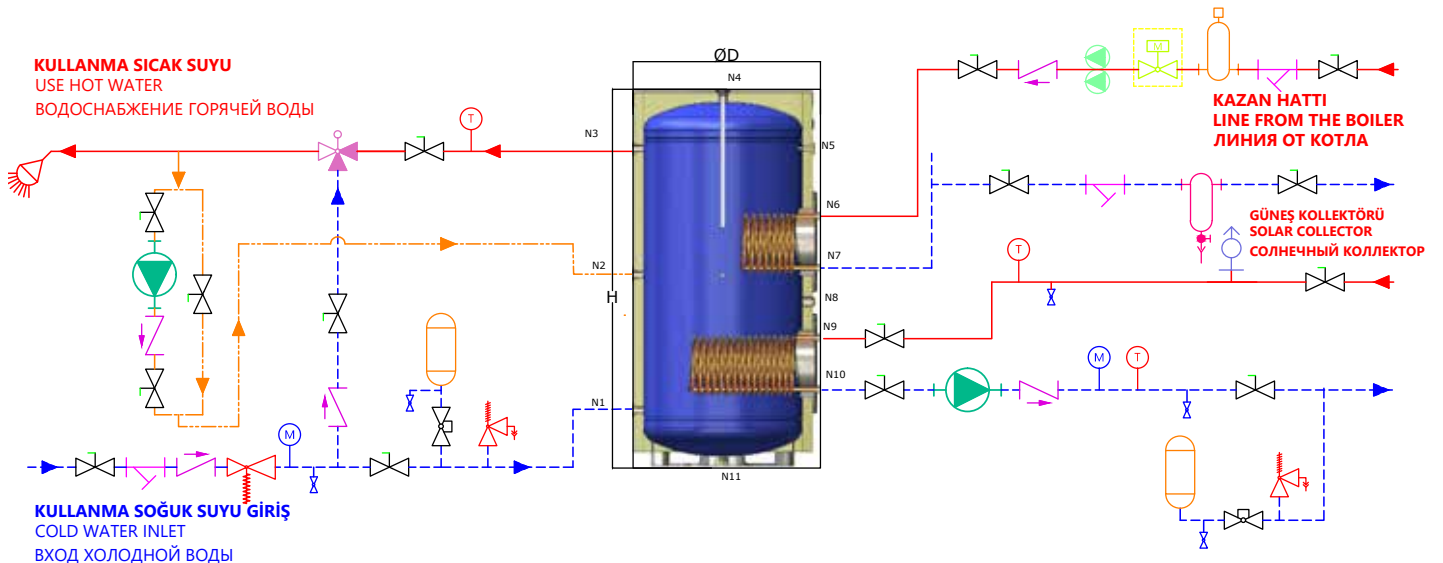 KULLANMA SICAK SUYU
USE HOT WATER
ВОДОСНАБЖЕНИЕ ГОРЯЧЕЙ ВОДЫ
ØD
N4
N3
T
N5
M
KAZAN HATTI
LINE FROM THE BOILER
ЛИНИЯ ОТ КОТЛА
N6
GÜNEŞ KOLLEKTÖRÜ
SOLAR COLLECTOR
СОЛНЕЧНЫЙ КОЛЛЕКТОР
T
N7
N2
H
N8
N9
N10
M
T
N1
M
N11
KULLANMA SOĞUK SUYU GİRİŞ
COLD WATER INLET
ВХОД ХОЛОДНОЙ ВОДЫ